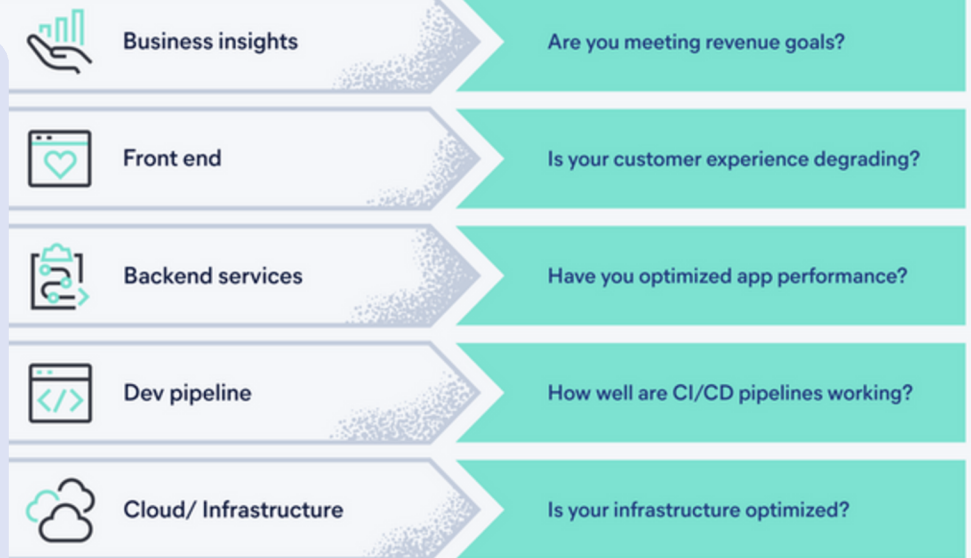 Business insights
Are you meeting revenue goals?
Front end
Is your customer experience degrading?
Backend services
Have you optimized app performance?
Dev pipeline
How well are CI/CD pipelines working?
Cloud/ Infrastructure
Is your infrastructure optimized?